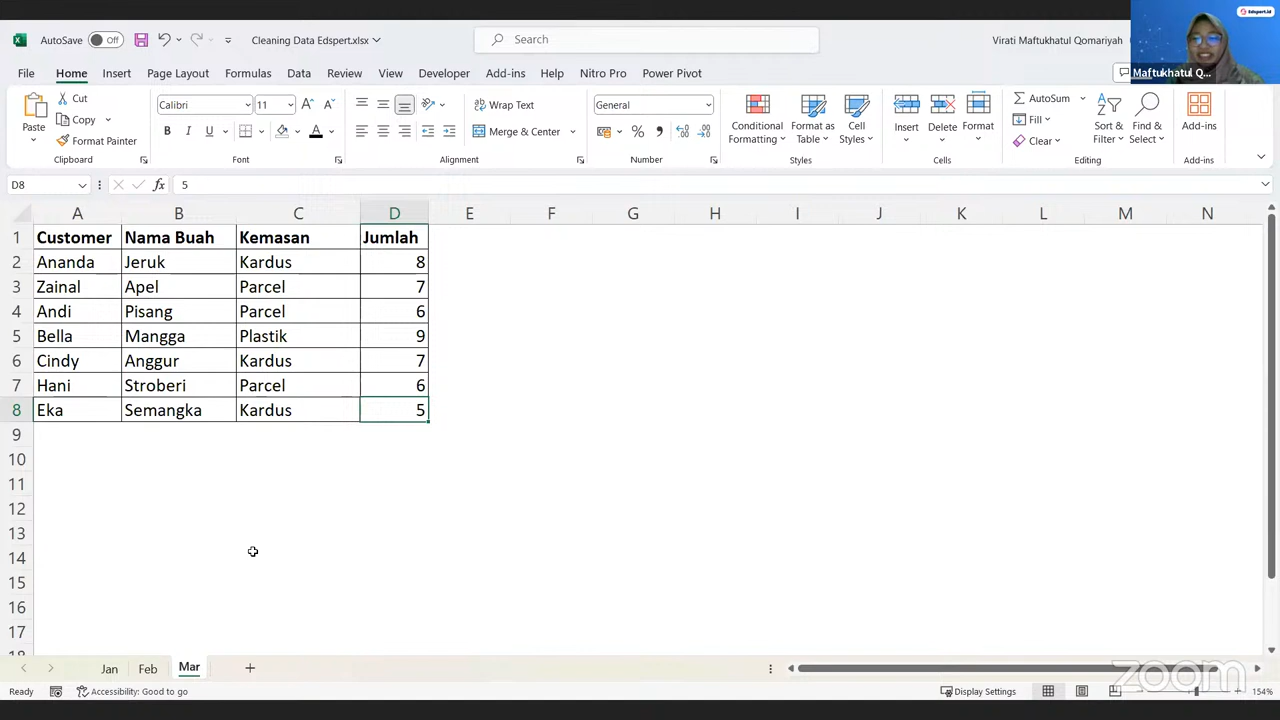 Edspert.id
AutoSave Off Cleaning Data Edspert.xlsx Search Virati Maftukhatul Qomariyah
Maftukhatul Q...
File Home Insert Page Layout Formulas Data Review View Developer Add-ins Help Nitro Pro Power Pivot
Paste Cut Copy Format Painter Clipboard
Calibri 11 B I U A Font
Wrap Text Merge & Center Alignment
General % Number
Conditional Formatting Format as Table Cell Styles Styles
Insert Delete Format Cells
AutoSum Fill Clear Sort & Filter Find & Select Editing
Add-ins Add-ins
D8 fx 5
A B C D E F G H I J K L M N
1 Customer Nama Buah Kemasan Jumlah
2 Ananda Jeruk Kardus 8
3 Zainal Apel Parcel 7
4 Andi Pisang Parcel 6
5 Bella Mangga Plastik 9
6 Cindy Anggur Kardus 7
7 Hani Stroberi Parcel 6
8 Eka Semangka Kardus 5
9
10
11
12
13
14
15
16
17
Jan Feb Mar
zoom
Ready Accessibility: Good to go Display Settings 154%